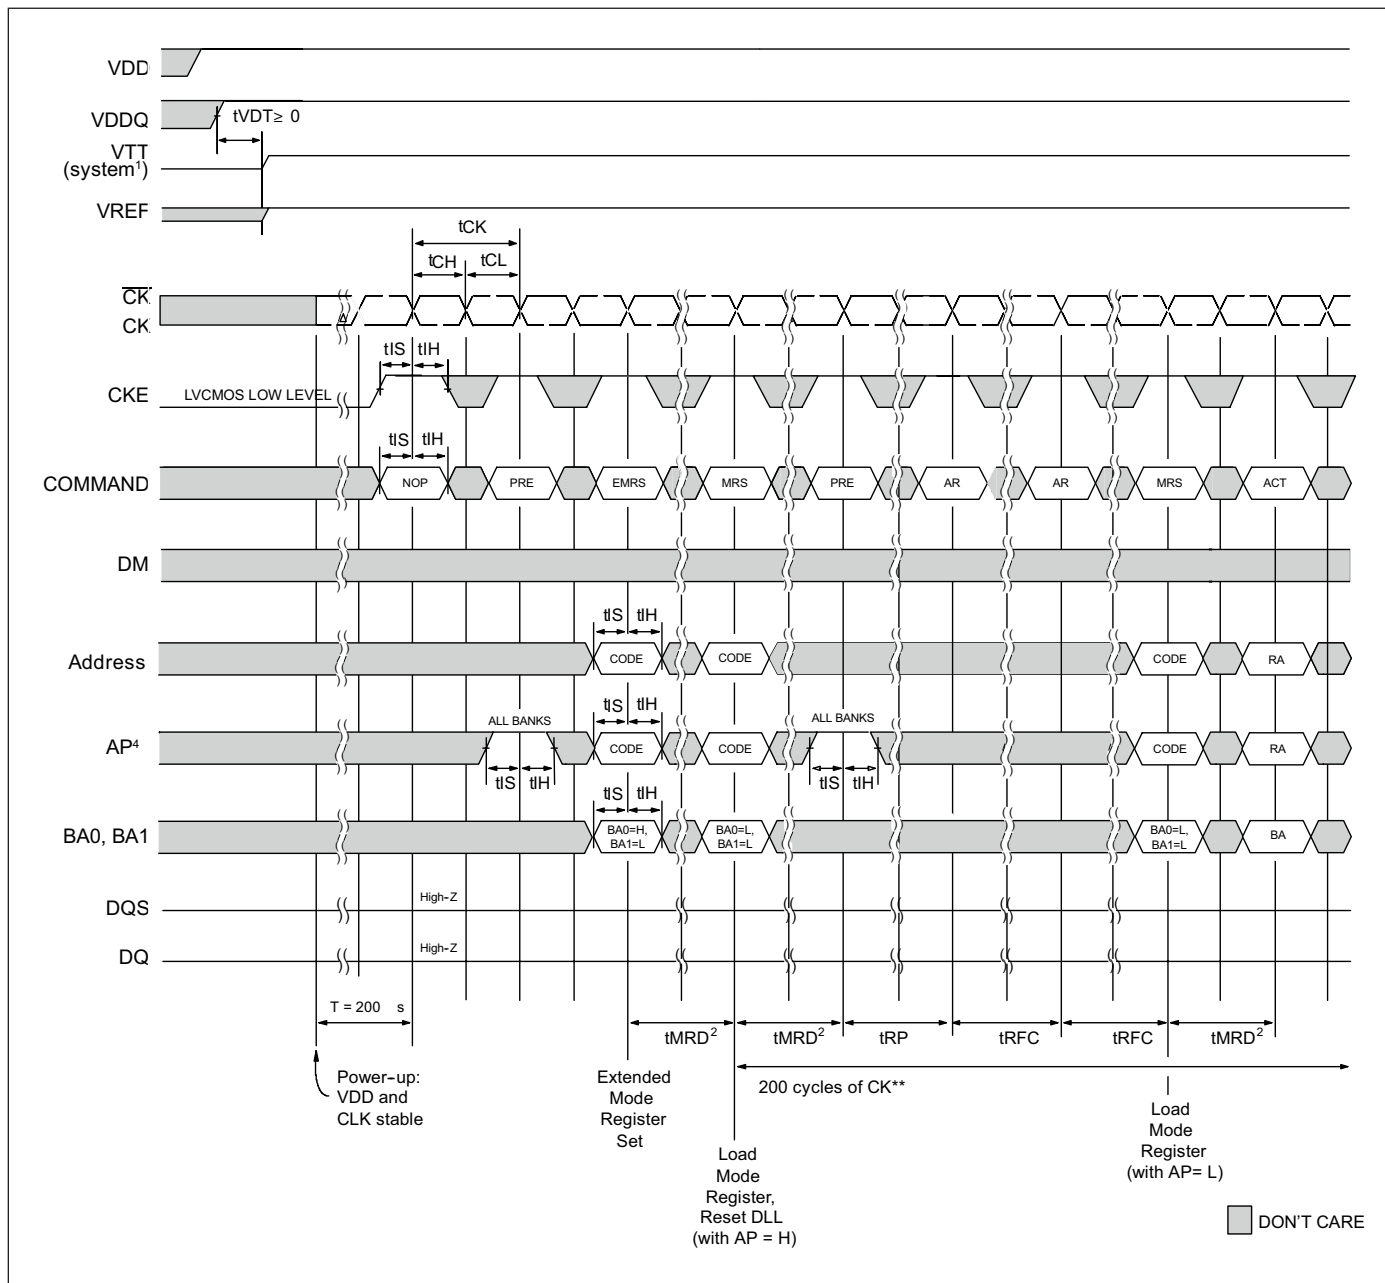 VDD
VDDQ
tVDT≥ 0
VTT
(system¹)
VREF
tCK
tCH tCL
CK
CK
tIS tIH
CKE LVCMOS LOW LEVEL
tIS tIH
COMMAND NOP PRE EMRS MRS PRE AR AR MRS ACT
DM
tIS tIH
Address CODE CODE CODE RA
ALL BANKS tIS tIH ALL BANKS
AP⁴ CODE CODE CODE RA
tIS tIH tIS tIH
tIS tIH
BA0, BA1 BA0=H, BA1=L BA0=L, BA1=L BA0=L, BA1=L BA
DQS High-Z
DQ High-Z
T = 200 s
tMRD² tMRD² tRP tRFC tRFC tMRD²
Power-up:
VDD and
CLK stable
Extended
Mode
Register
Set
200 cycles of CK**
Load
Mode
Register,
Reset DLL
(with AP = H)
Load
Mode
Register
(with AP= L)
DON'T CARE